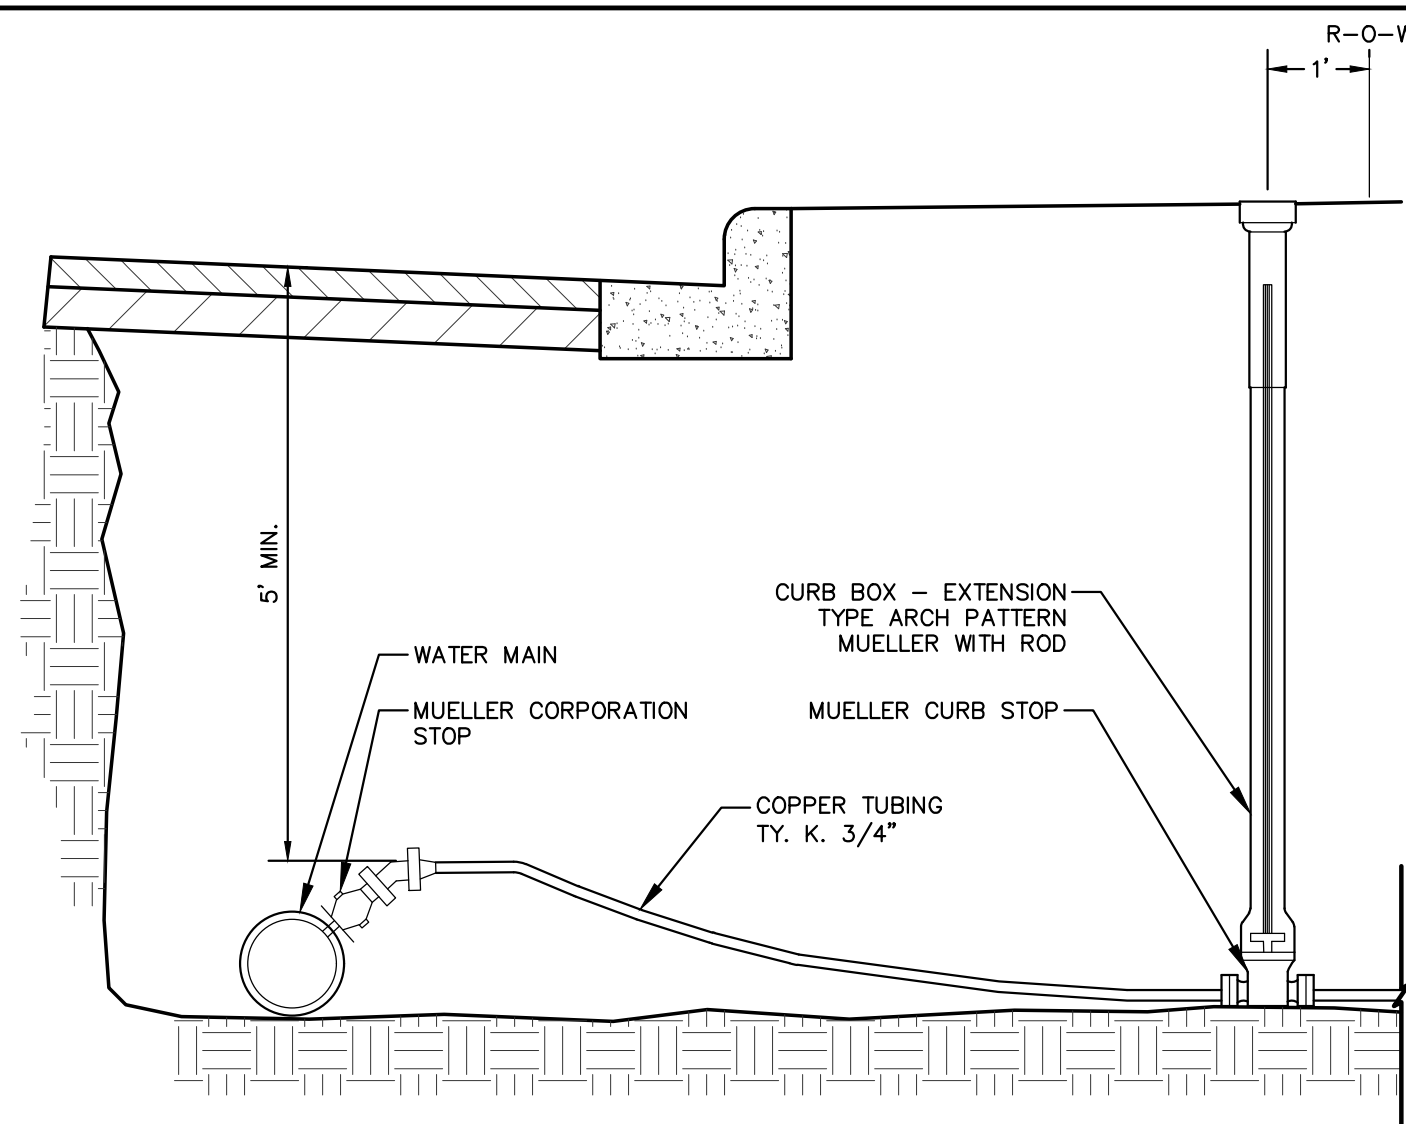 R-O-W
1'
5' MIN.
CURB BOX - EXTENSION
TYPE ARCH PATTERN
MUELLER WITH ROD
WATER MAIN
MUELLER CORPORATION
STOP
MUELLER CURB STOP
COPPER TUBING
TY. K. 3/4"